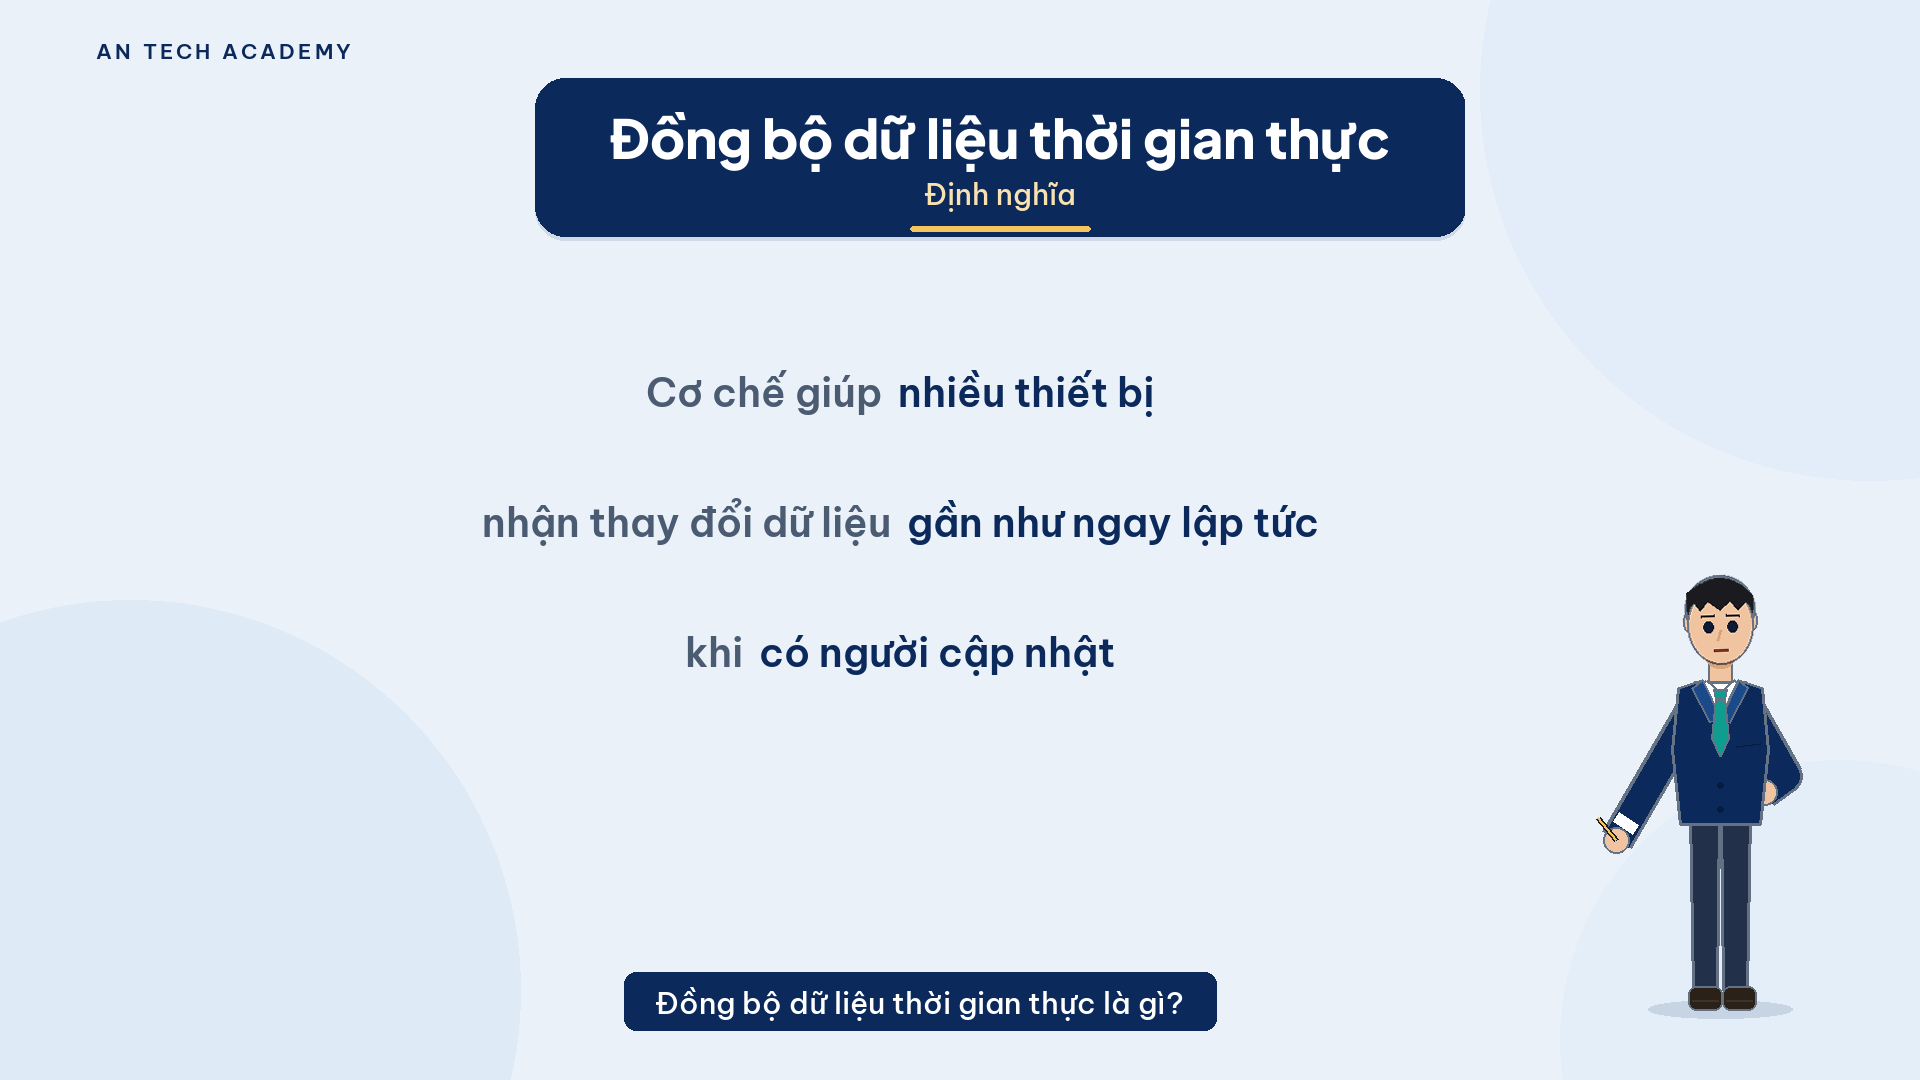 AN TECH ACADEMY
Đồng bộ dữ liệu thời gian thực
Định nghĩa
Cơ chế giúp nhiều thiết bị
nhận thay đổi dữ liệu gần như ngay lập tức
khi có người cập nhật
Đồng bộ dữ liệu thời gian thực là gì?